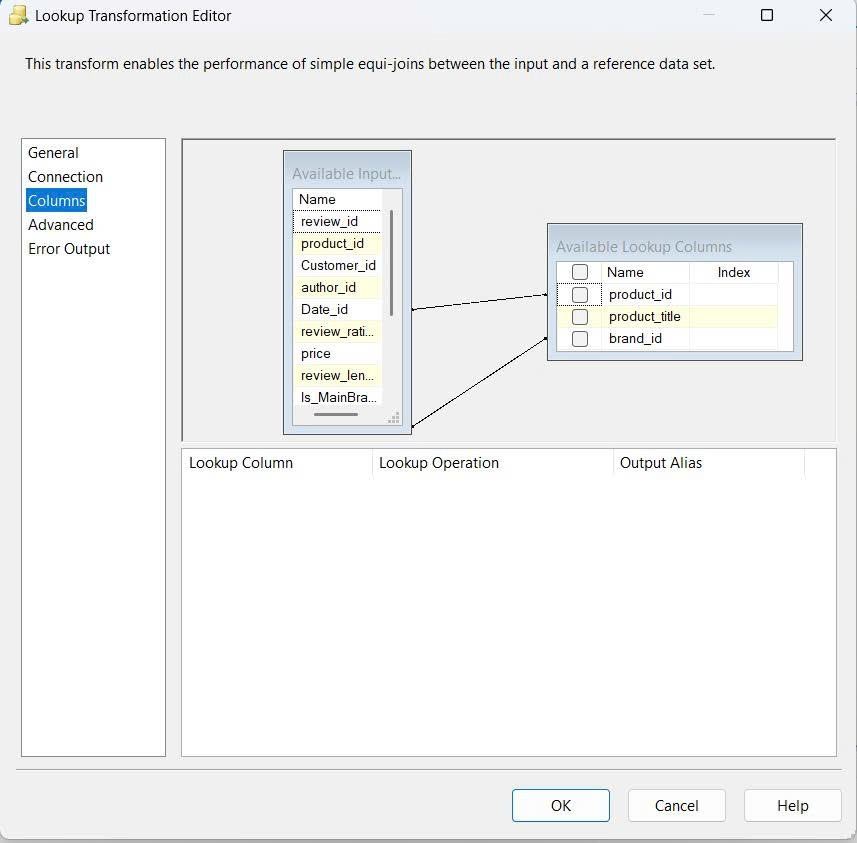 Lookup Transformation Editor
This transform enables the performance of simple equi-joins between the input and a reference data set.
General
Connection
Columns
Advanced
Error Output
Available Input...
Name
review_id
product_id
Customer_id
author_id
Date_id
review_rati...
price
review_len...
Is_MainBra...
Available Lookup Columns
Name Index
product_id
product_title
brand_id
Lookup Column Lookup Operation Output Alias
OK Cancel Help